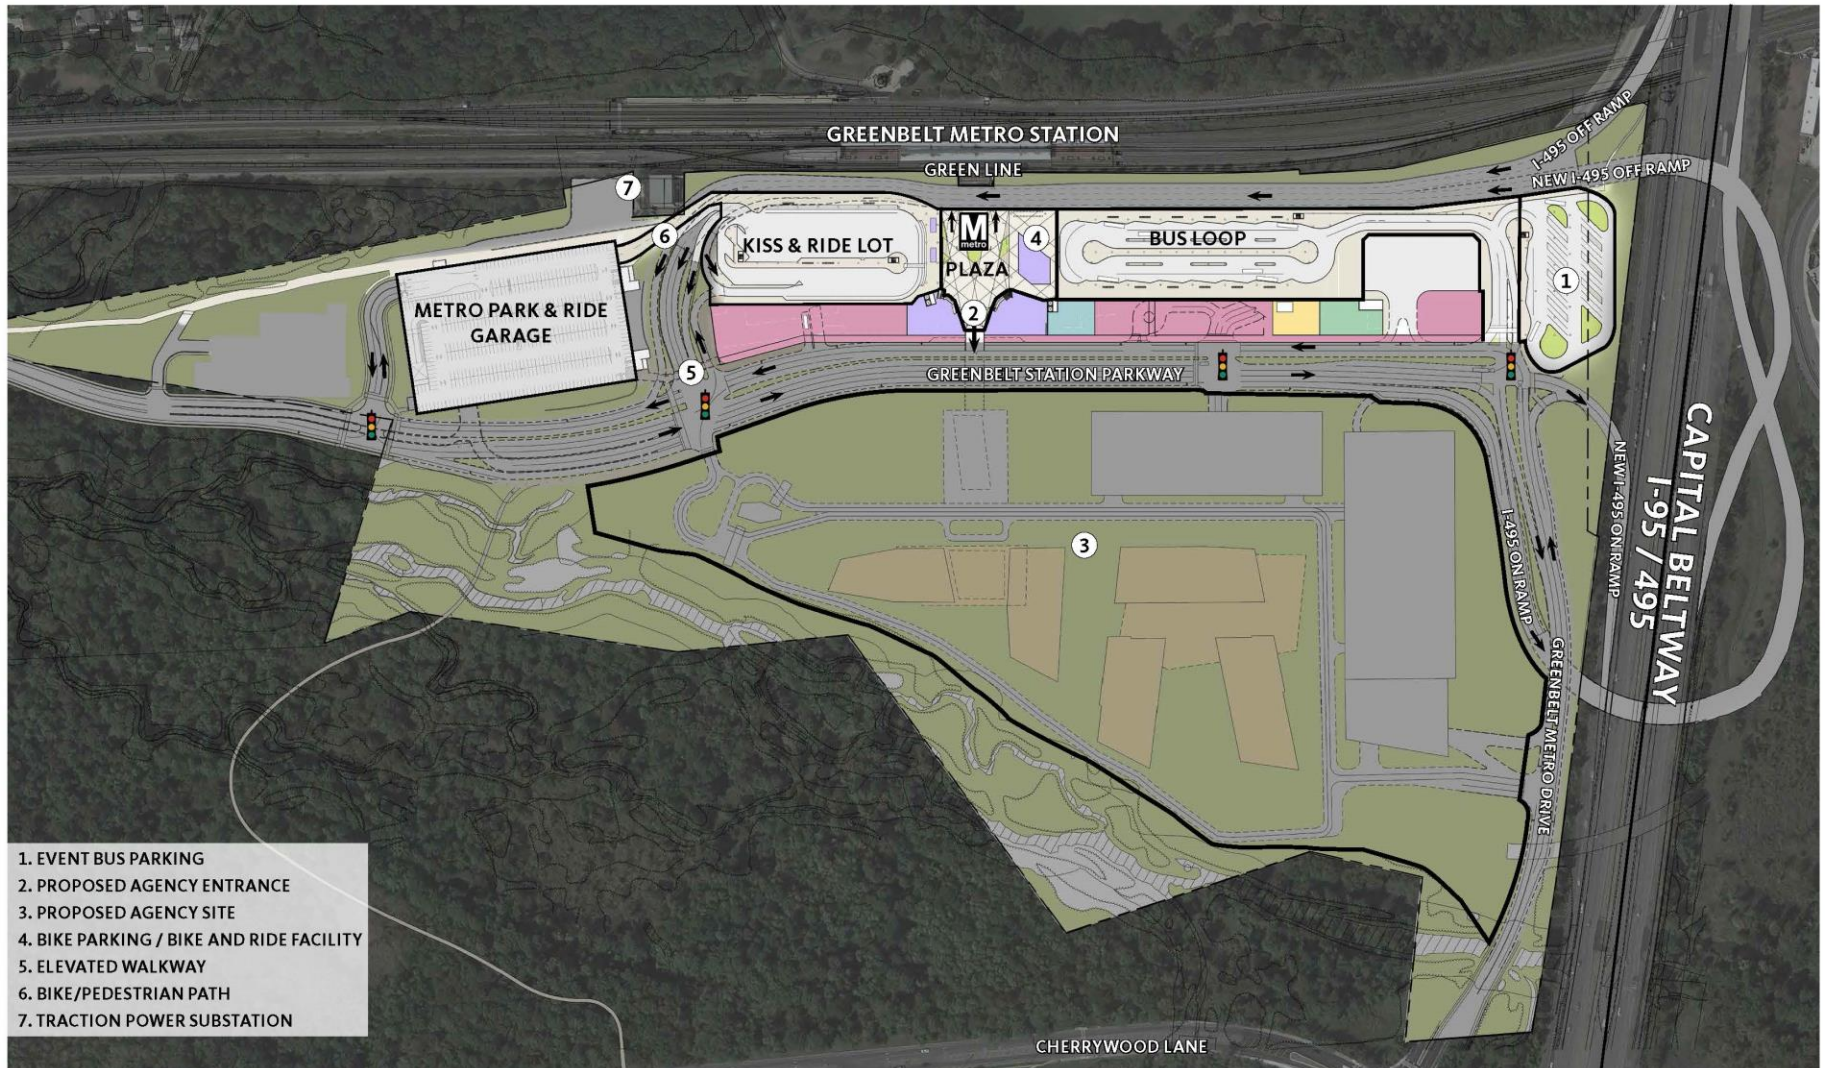 GREENBELT METRO STATION
GREEN LINE
I-495 OFF RAMP
NEW I-495 OFF RAMP
7
6
KISS & RIDE LOT
M
metro
PLAZA
4
BUS LOOP
1
METRO PARK & RIDE
GARAGE
2
5
GREENBELT STATION PARKWAY
CAPITAL BELTWAY
I-95 / 495
NEW I-495 ON RAMP
I-495 ON RAMP
3
GREENBELT METRO DRIVE
1. EVENT BUS PARKING
2. PROPOSED AGENCY ENTRANCE
3. PROPOSED AGENCY SITE
4. BIKE PARKING / BIKE AND RIDE FACILITY
5. ELEVATED WALKWAY
6. BIKE/PEDESTRIAN PATH
7. TRACTION POWER SUBSTATION
CHERRYWOOD LANE